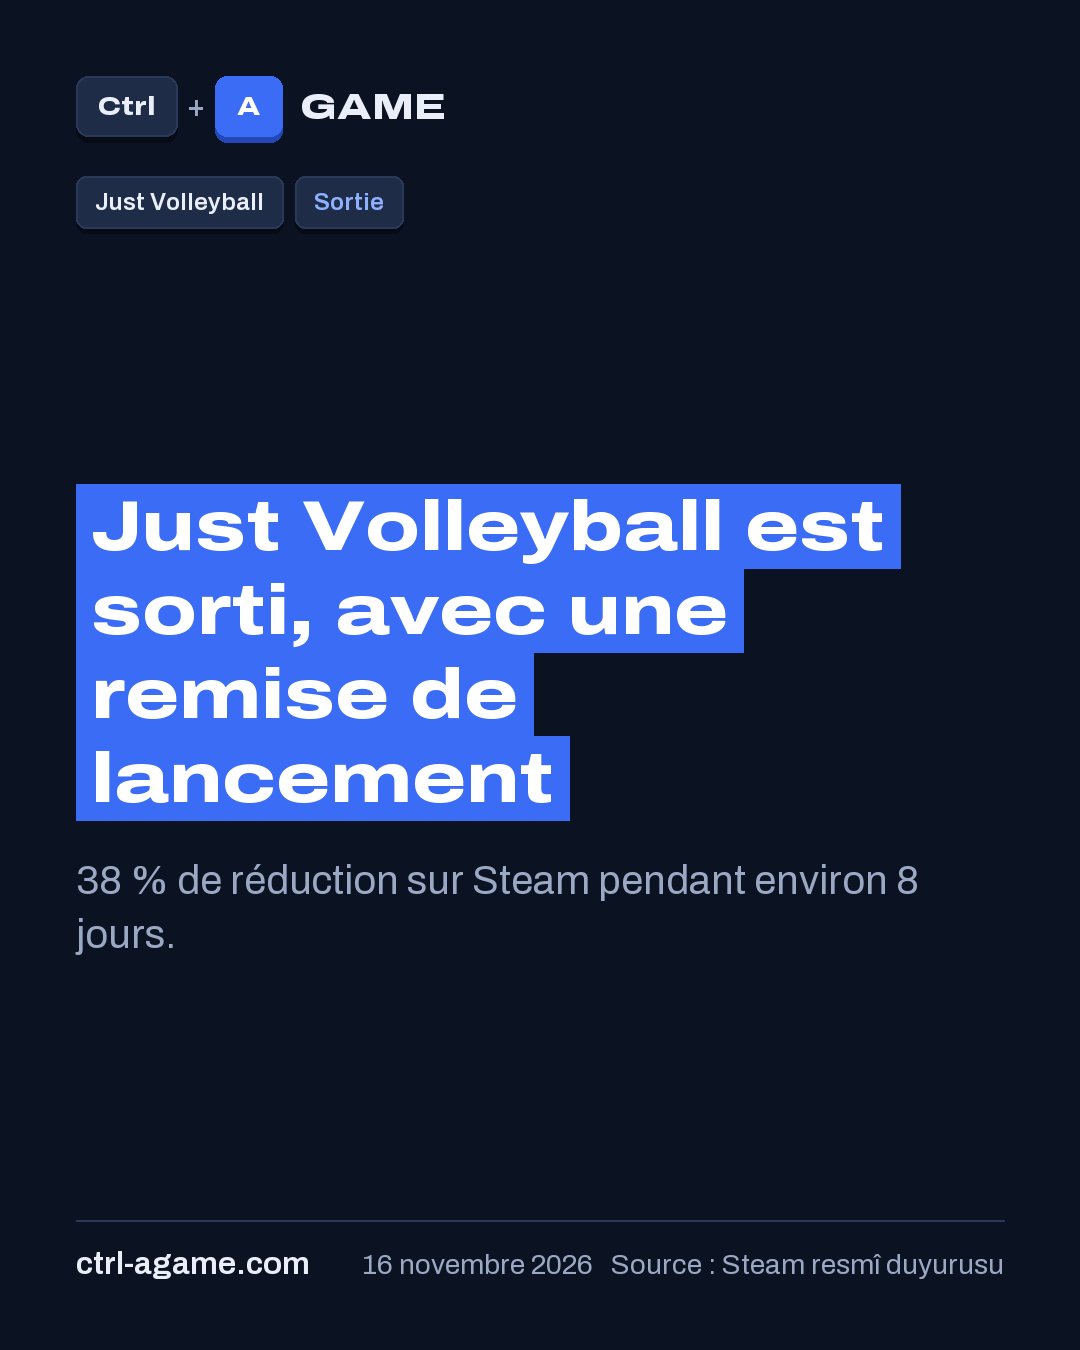 Ctrl + A GAME
Just Volleyball Sortie
Just Volleyball est
sorti, avec une
remise de
lancement
38 % de réduction sur Steam pendant environ 8
jours.
ctrl-agame.com 16 novembre 2026 Source : Steam resmî duyurusu